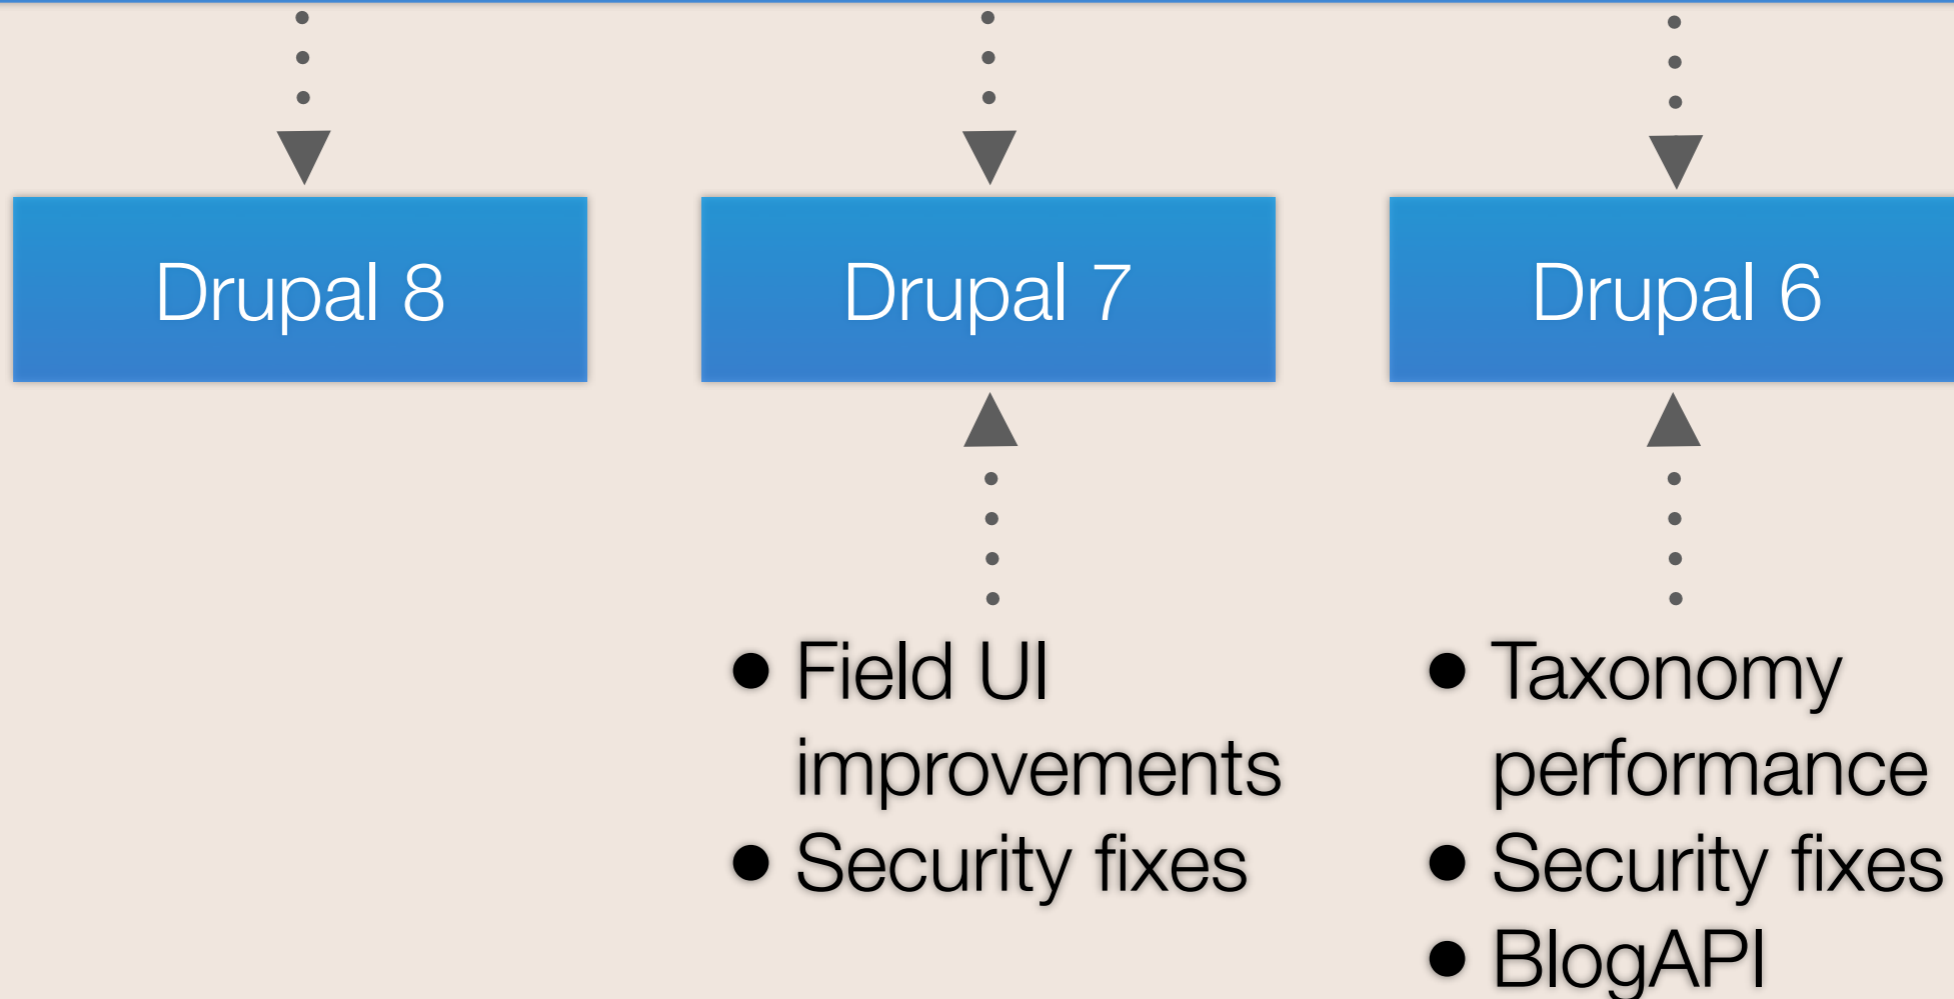 Drupal 8
Drupal 7
Drupal 6
• Field UI
improvements
• Security fixes
• Taxonomy
performance
• Security fixes
• BlogAPI